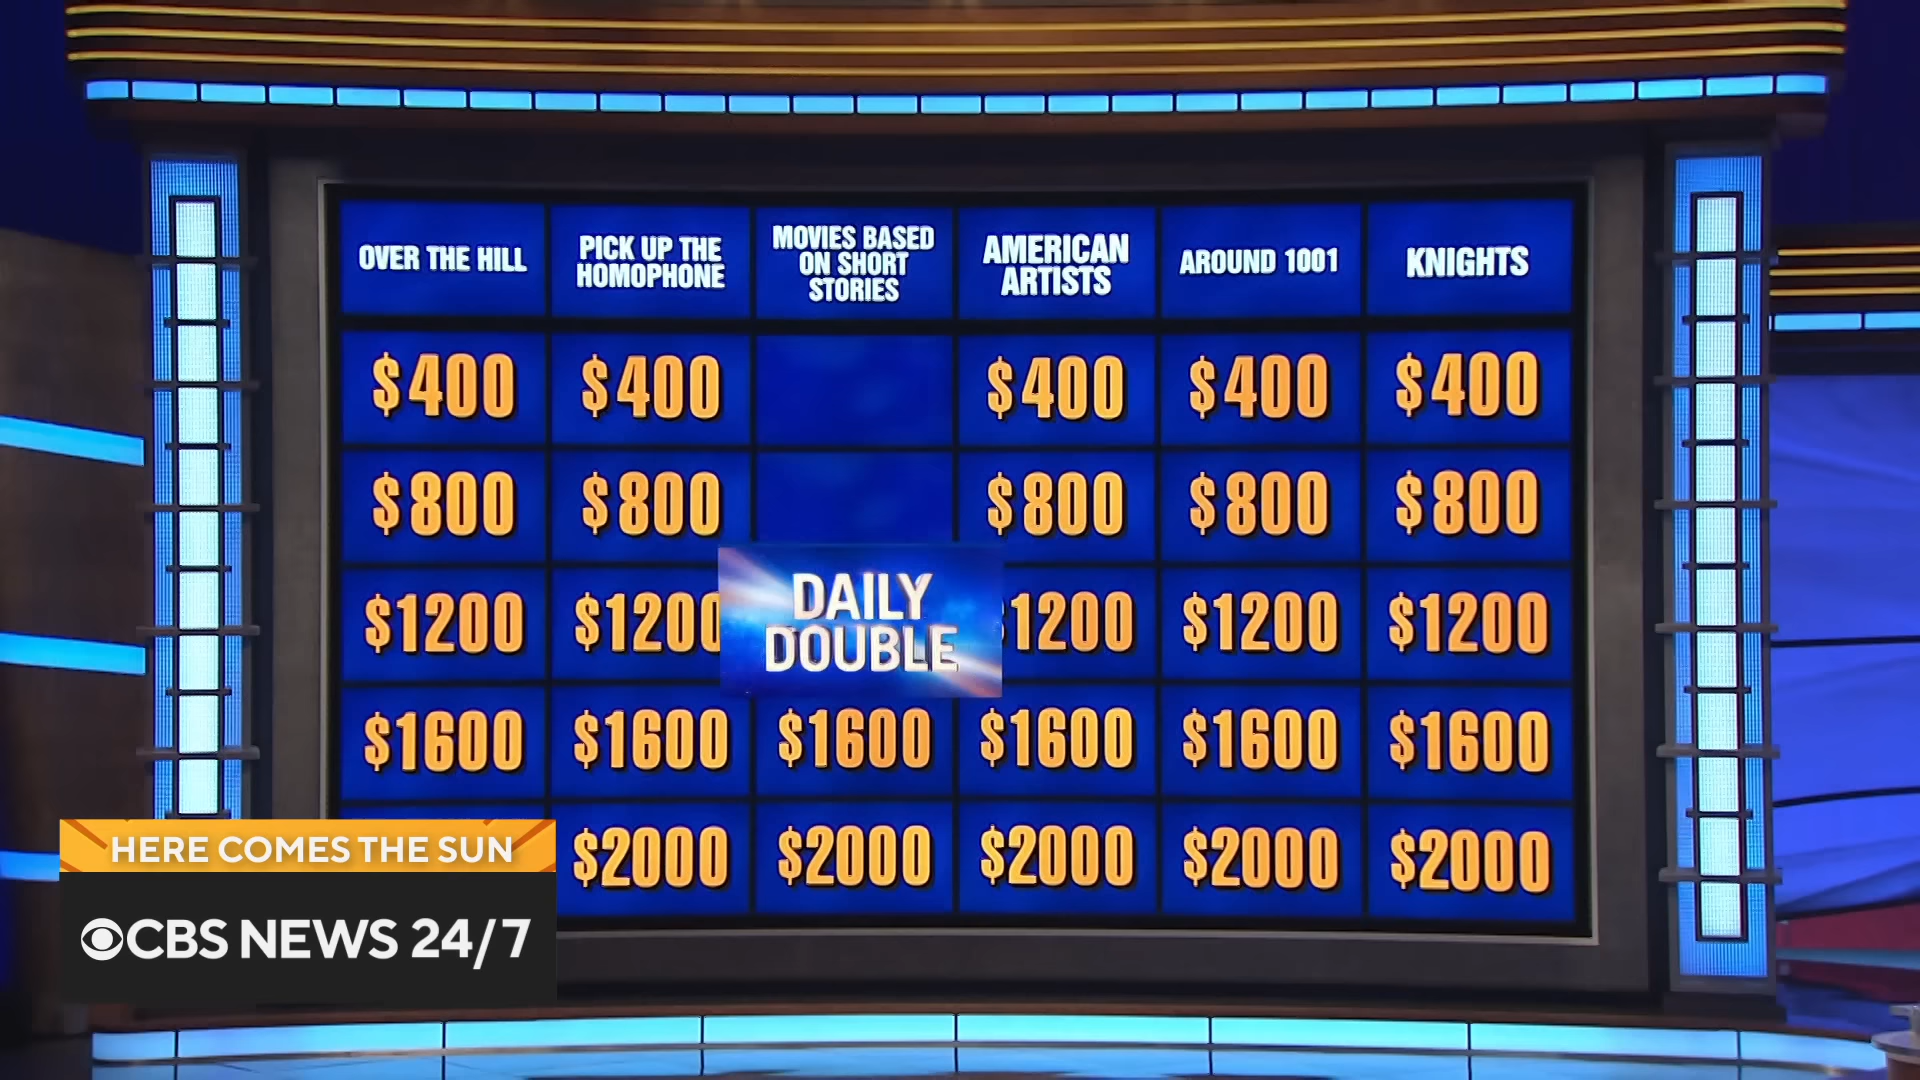 OVER THE HILL
PICK UP THE
HOMOPHONE
MOVIES BASED
ON SHORT
STORIES
AMERICAN
ARTISTS
AROUND 1001
KNIGHTS
$400 $400 $400 $400 $400
$800 $800 $800 $800 $800
$1200 $1200 DAILY DOUBLE 1200 $1200 $1200
$1600 $1600 $1600 $1600 $1600 $1600
$2000 $2000 $2000 $2000 $2000
HERE COMES THE SUN
CBS NEWS 24/7